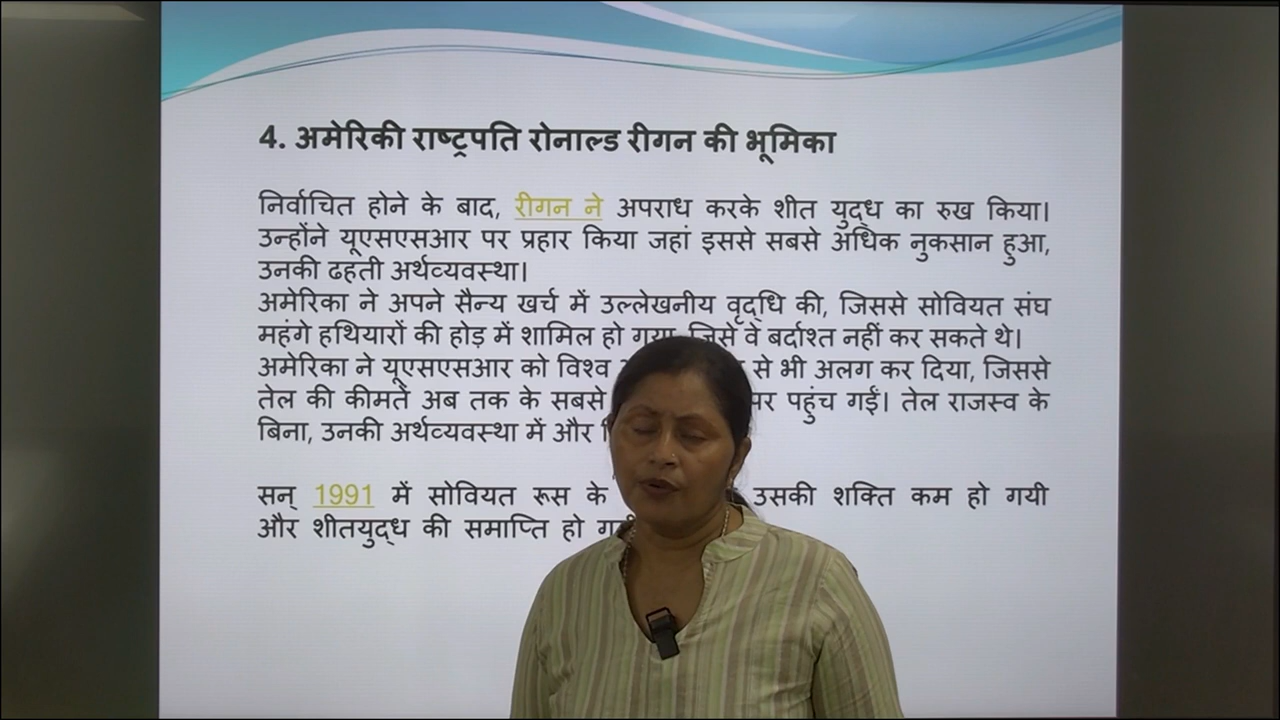 4. अमेरिकी राष्ट्रपति रोनाल्ड रीगन की भूमिका
निर्वाचित होने के बाद, रीगन ने अपराध करके शीत युद्ध का रुख किया।
उन्होंने यूएसएसआर पर प्रहार किया जहां इससे सबसे अधिक नुकसान हुआ,
उनकी ढहती अर्थव्यवस्था।
अमेरिका ने अपने सैन्य खर्च में उल्लेखनीय वृद्धि की, जिससे सोवियत संघ
महंगे हथियारों की होड़ में शामिल हो गया, जिसे वे बर्दाश्त नहीं कर सकते थे।
अमेरिका ने यूएसएसआर को विश्व से भी अलग कर दिया, जिससे
तेल की कीमतें अब तक के सबसे पर पहुंच गईं। तेल राजस्व के
बिना, उनकी अर्थव्यवस्था में और
सन् 1991 में सोवियत रूस के उसकी शक्ति कम हो गयी
और शीतयुद्ध की समाप्ति हो